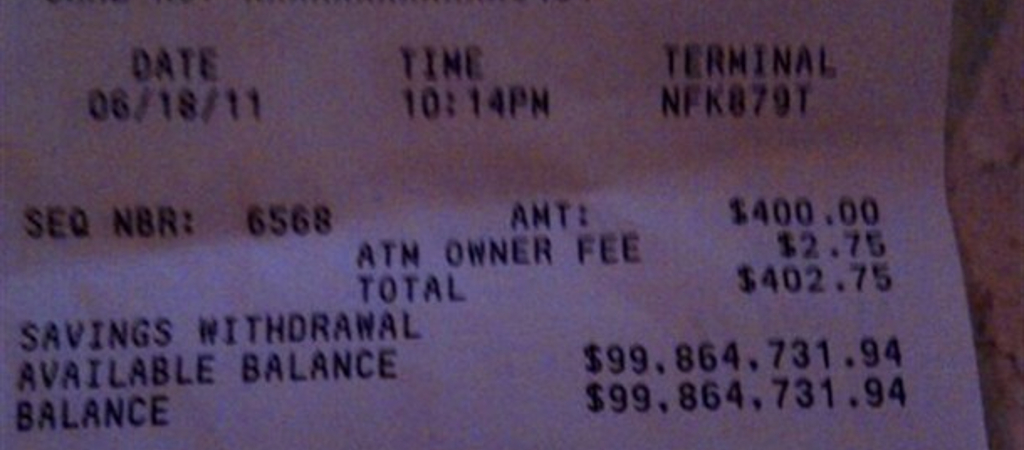 DATE TIME TERMINAL
06/18/11 10:14PM NFK879T
SEQ NBR: 6568 AMT: $400.00
ATM OWNER FEE $2.75
TOTAL $402.75
SAVINGS WITHDRAWAL
AVAILABLE BALANCE $99,864,731.94
BALANCE $99,864,731.94